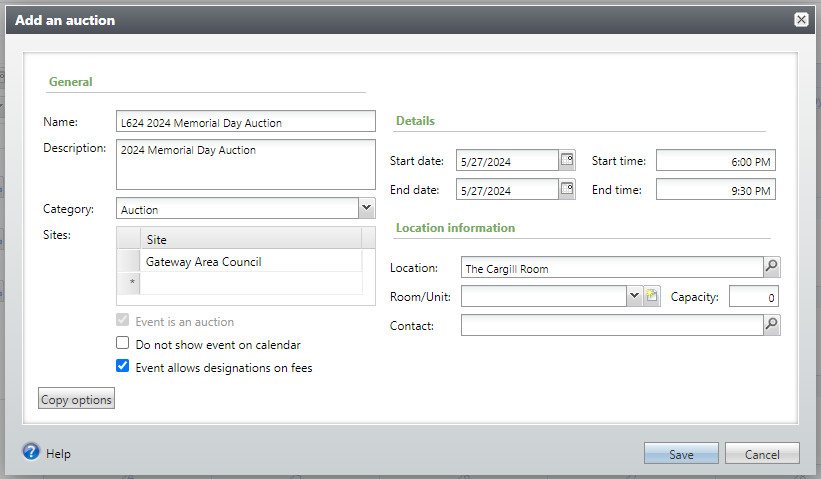 Add an auction
General
Name: L624 2024 Memorial Day Auction
Description: 2024 Memorial Day Auction
Category: Auction
Sites: Site
Gateway Area Council
*
Event is an auction
Do not show event on calendar
Event allows designations on fees
Copy options
Details
Start date: 5/27/2024 Start time: 6:00 PM
End date: 5/27/2024 End time: 9:30 PM
Location information
Location: The Cargill Room
Room/Unit: Capacity: 0
Contact:
? Help
Save Cancel